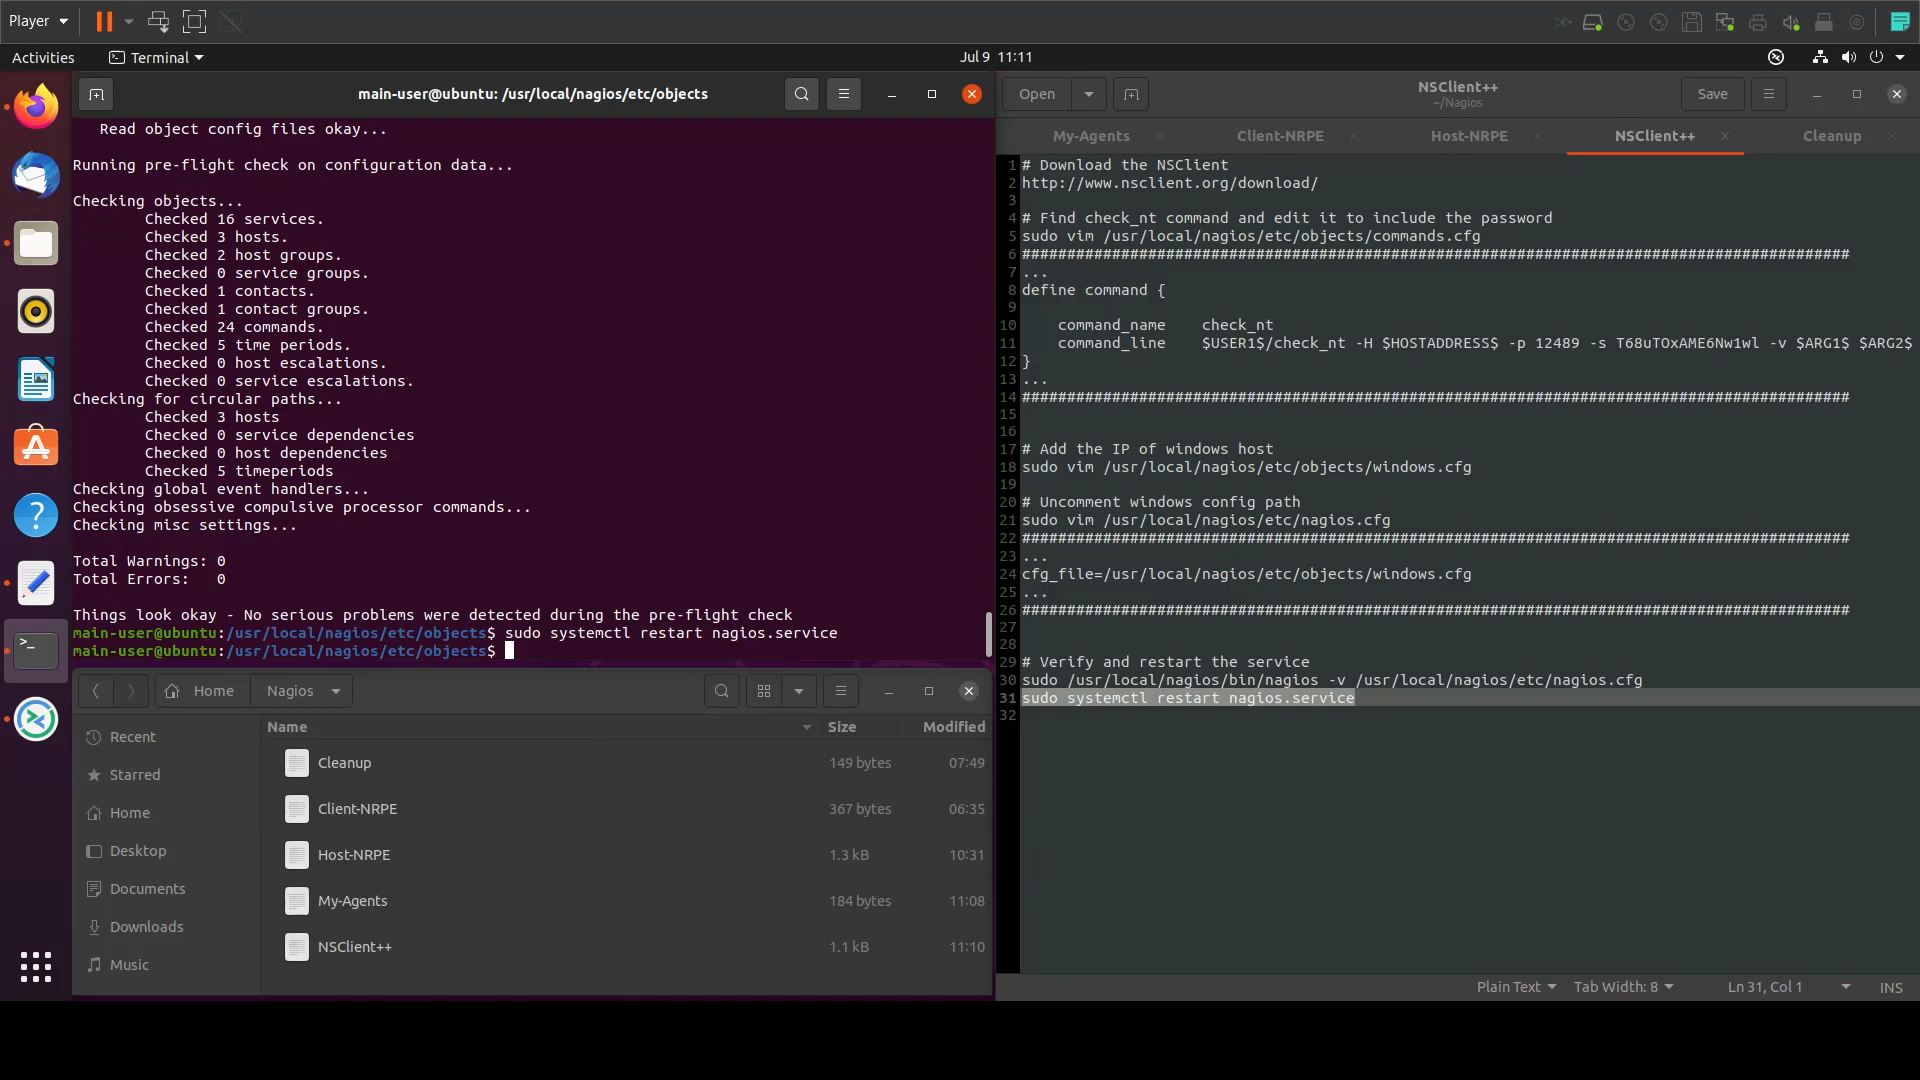 Player
Activities
Terminal
Jul 9 11:11
main-user@ubuntu: /usr/local/nagios/etc/objects
Read object config files okay...
Running pre-flight check on configuration data...
Checking objects...
Checked 16 services.
Checked 3 hosts.
Checked 2 host groups.
Checked 0 service groups.
Checked 1 contacts.
Checked 1 contact groups.
Checked 24 commands.
Checked 5 time periods.
Checked 0 host escalations.
Checked 0 service escalations.
Checking for circular paths...
Checked 3 hosts
Checked 0 service dependencies
Checked 0 host dependencies
Checked 5 timeperiods
Checking global event handlers...
Checking obsessive compulsive processor commands...
Checking misc settings...
Total Warnings: 0
Total Errors:   0
Things look okay - No serious problems were detected during the pre-flight check
main-user@ubuntu:/usr/local/nagios/etc/objects$ sudo systemctl restart nagios.service
main-user@ubuntu:/usr/local/nagios/etc/objects$
Home
Nagios
Recent
Starred
Home
Desktop
Documents
Downloads
Music
Name Size Modified
Cleanup 149 bytes 07:49
Client-NRPE 367 bytes 06:35
Host-NRPE 1.3 kB 10:31
My-Agents 184 bytes 11:08
NSClient++ 1.1 kB 11:10
Open
NSClient++
~/Nagios
Save
My-Agents
Client-NRPE
Host-NRPE
NSClient++
Cleanup
1 # Download the NSClient
2 http://www.nsclient.org/download/
3
4 # Find check_nt command and edit it to include the password
5 sudo vim /usr/local/nagios/etc/objects/commands.cfg
6 ############################################################################################
7 ...
8 define command {
9
10     command_name    check_nt
11     command_line    $USER1$/check_nt -H $HOSTADDRESS$ -p 12489 -s T68uTOxAME6Nw1wl -v $ARG1$ $ARG2$
12 }
13 ...
14 ############################################################################################
15
16
17 # Add the IP of windows host
18 sudo vim /usr/local/nagios/etc/objects/windows.cfg
19
20 # Uncomment windows config path
21 sudo vim /usr/local/nagios/etc/nagios.cfg
22 ############################################################################################
23 ...
24 cfg_file=/usr/local/nagios/etc/objects/windows.cfg
25 ...
26 ############################################################################################
27
28
29 # Verify and restart the service
30 sudo /usr/local/nagios/bin/nagios -v /usr/local/nagios/etc/nagios.cfg
31 sudo systemctl restart nagios.service
32
Plain Text
Tab Width: 8
Ln 31, Col 1
INS